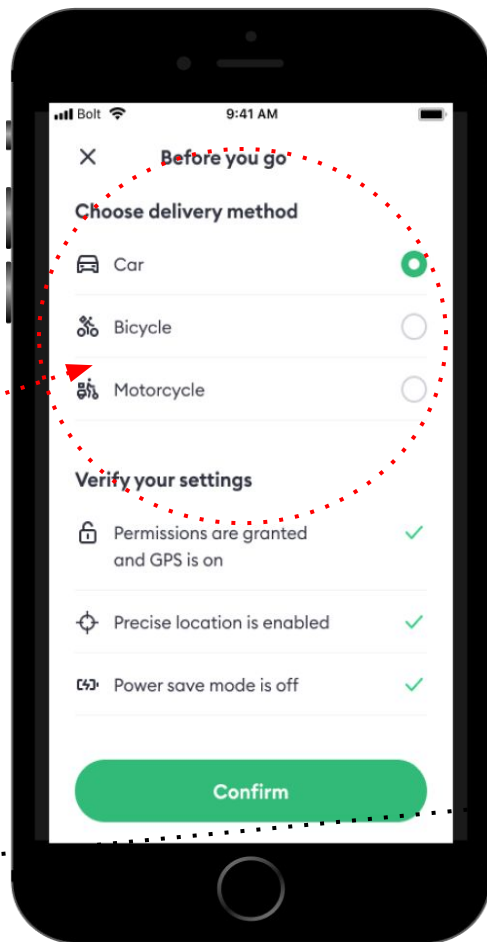 Bolt 9:41 AM
Before you go
Choose delivery method
Car
Bicycle
Motorcycle
Verify your settings
Permissions are granted
and GPS is on
Precise location is enabled
Power save mode is off
Confirm